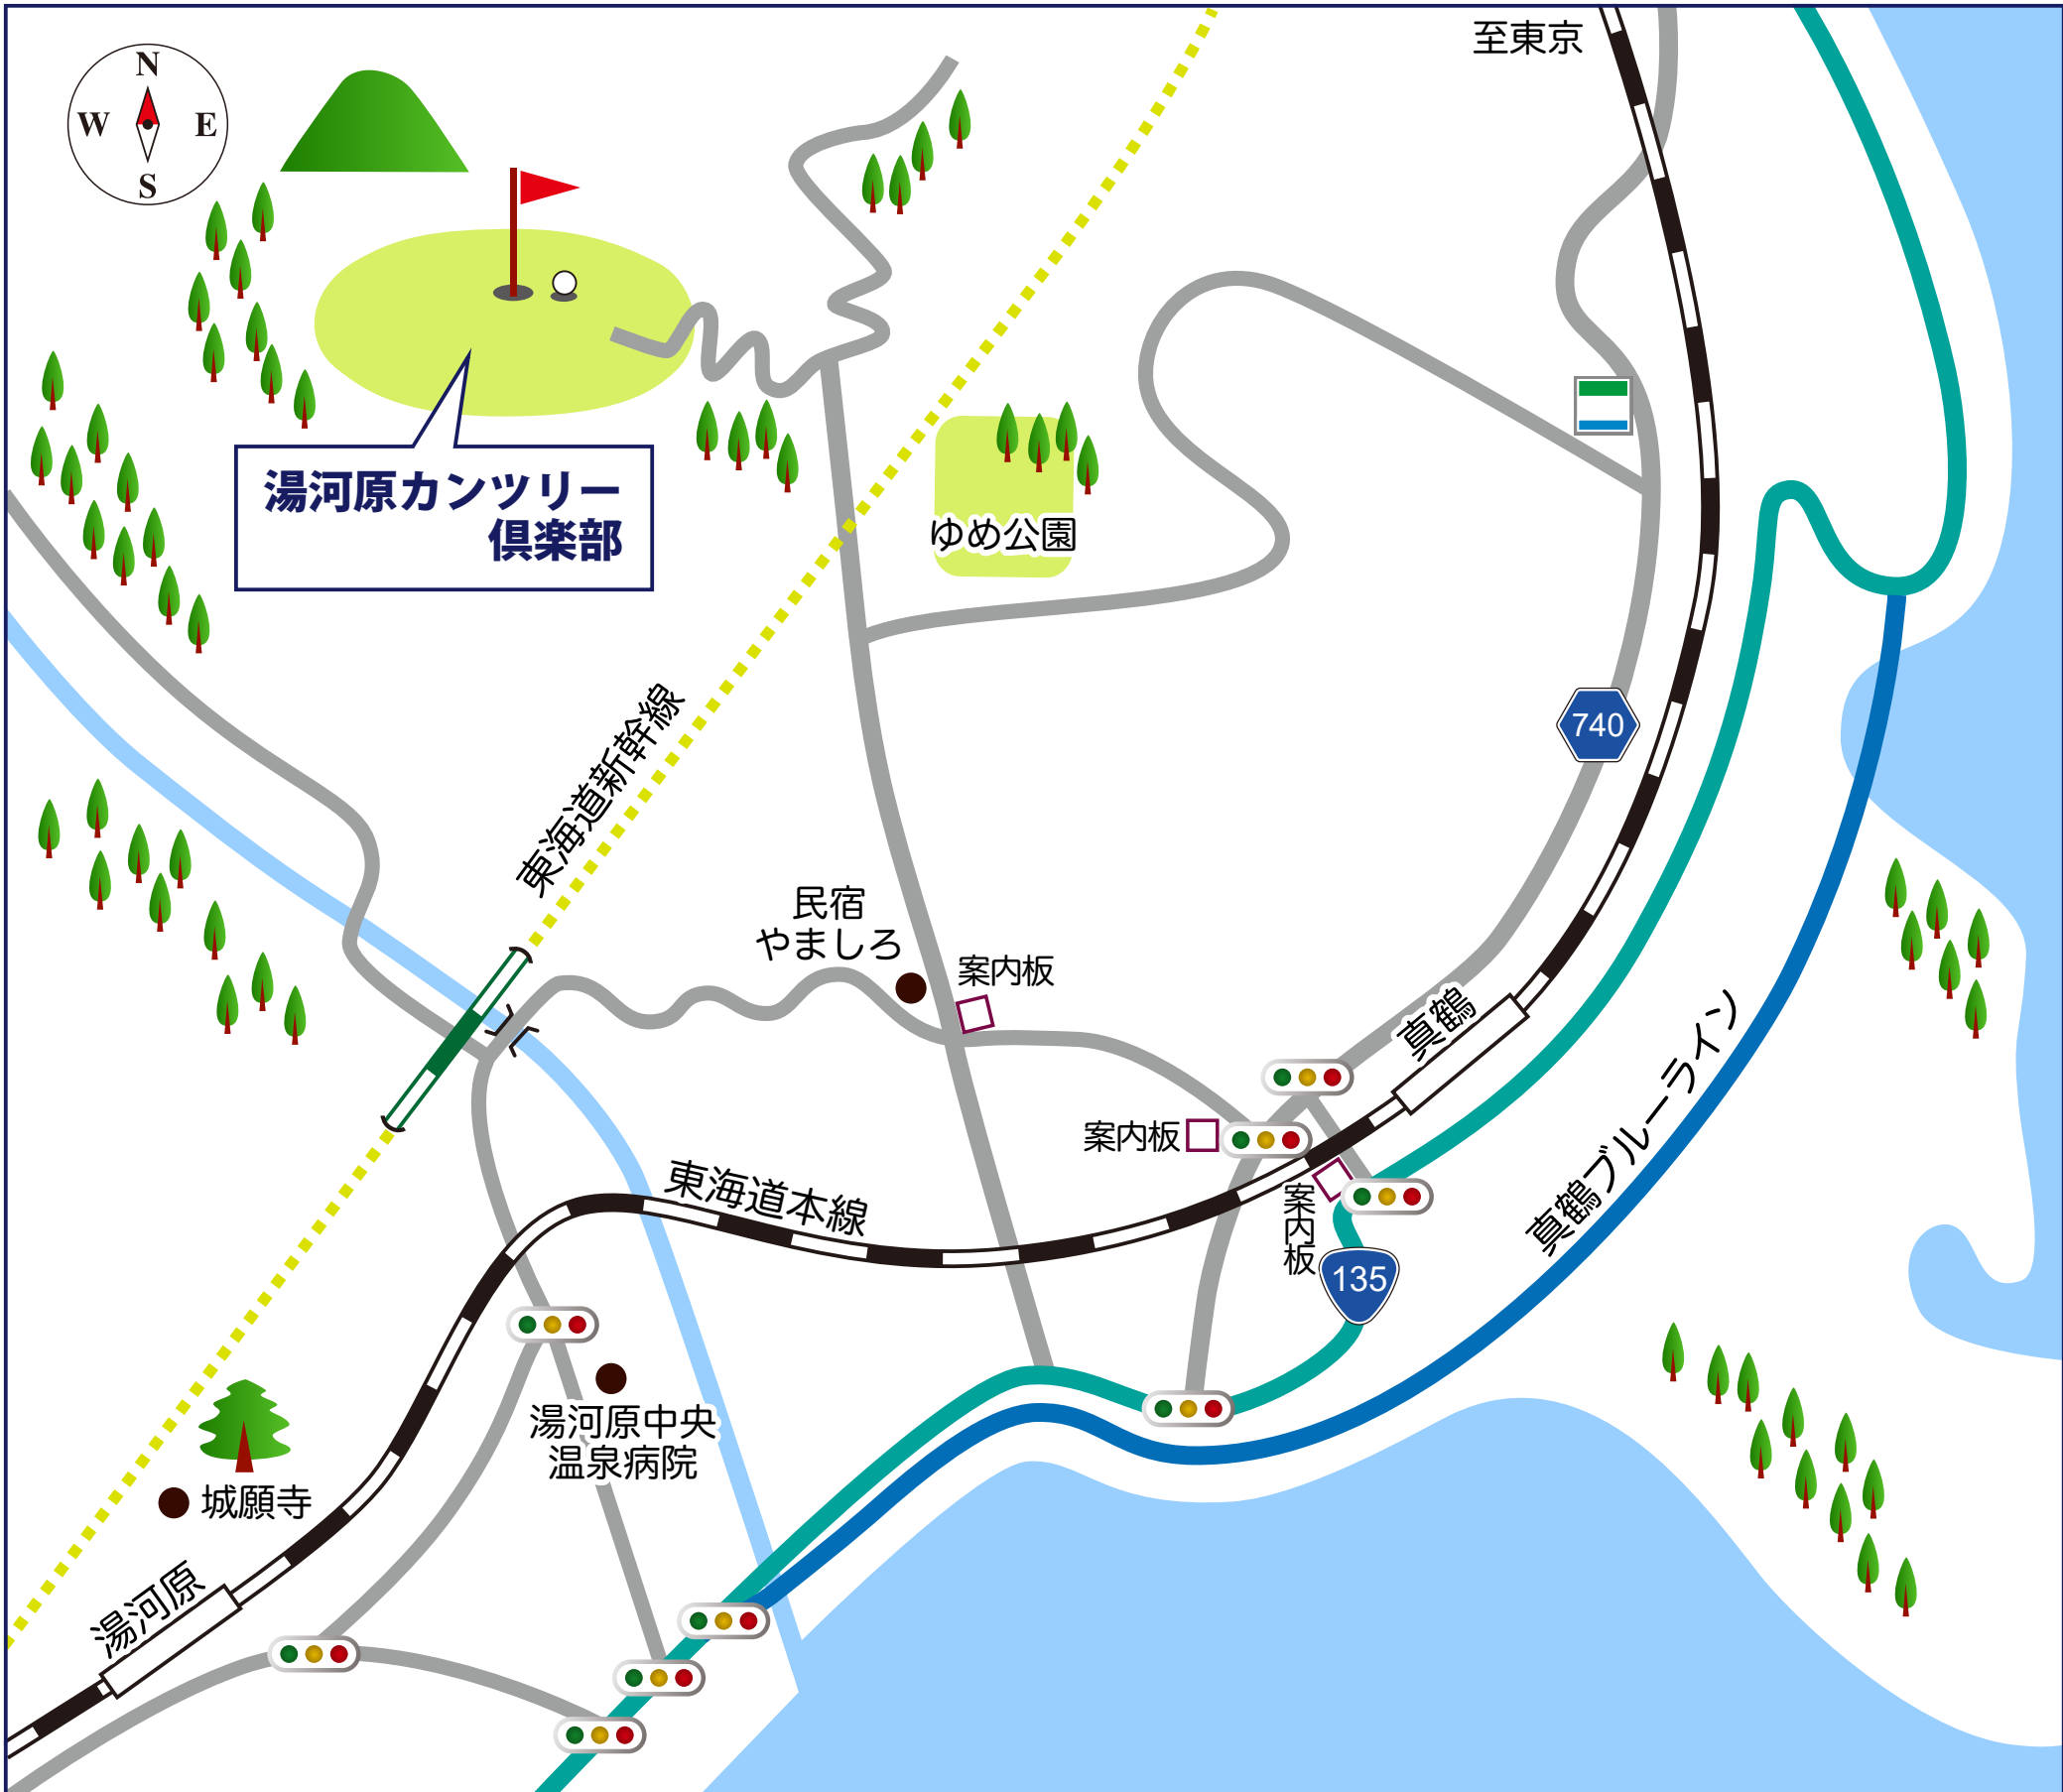 至東京
N
W
E
S
湯河原カンツリー
倶楽部
ゆめ公園
740
東海道新幹線
民宿
やましろ
案内板
真鶴
案内板
東海道本線
案内板
真鶴ブルーライン
135
湯河原中央
温泉病院
城願寺
湯河原